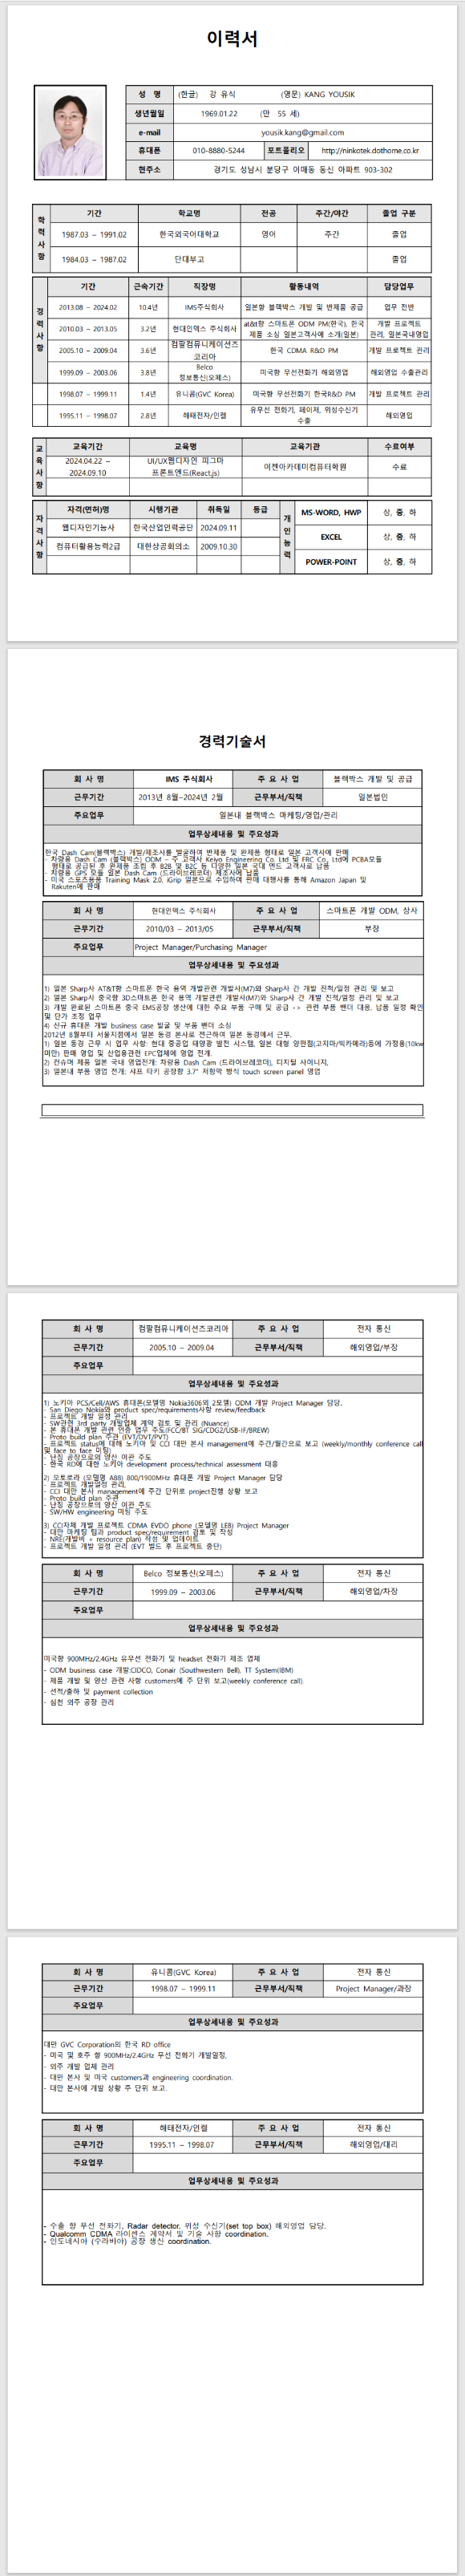 이력서
성 명 (한글) 강 유식 (영문) KANG YOUSIK
생년월일 1969.01.22 (만 55 세)
e-mail yousik.kang@gmail.com
휴대폰 010-8880-5244 포트폴리오 http://ninkotek.dothome.co.kr
현주소 경기도 성남시 분당구 이매동 동신 아파트 903-302
학력사항
기간 학교명 전공 주간/야간 졸업 구분
1987.03 – 1991.02 한국외국어대학교 영어 주간 졸업
1984.03 – 1987.02 단대부고 졸업
경력사항
기간 근속기간 직장명 활동내역 담당업무
2013.08 – 2024.02 10.4년 IMS주식회사 일본향 블랙박스 개발 및 반제품 공급 업무 전반
2010.03 – 2013.05 3.2년 현대인덱스 주식회사 at&t향 스마트폰 ODM PM(한국), 한국 제품 소싱 일본고객사에 소개(일본) 개발 프로젝트 관리, 일본국내영업
2005.10 – 2009.04 3.6년 컴팔컴유니케이션즈 코리아 한국 CDMA R&D PM 개발 프로젝트 관리
1999.09 – 2003.06 3.8년 Belco 정보통신(오페스) 미국향 무선전화기 해외영업 해외영업 수출관리
1998.07 – 1999.11 1.4년 유니콤(GVC Korea) 미국향 무선전화기 한국R&D PM 개발 프로젝트 관리
1995.11 – 1998.07 2.8년 해태전자/인켈 유무선 전화기, 페이저, 위성수신기 수출 해외영업
교육사항
교육기간 교육명 교육기관 수료여부
2024.04.22 – 2024.09.10 UI/UX웹디자인 피그마 프론트엔드(React.js) 이젠아카데미컴퓨터학원 수료
자격사항
자격(면허)명 시행기관 취득일 등급
웹디자인기능사 한국산업인력공단 2024.09.11
컴퓨터활용능력2급 대한상공회의소 2009.10.30
개인능력
MS-WORD, HWP 상, 중, 하
EXCEL 상, 중, 하
POWER-POINT 상, 중, 하
경력기술서
회 사 명 IMS 주식회사 주 요 사 업 블랙박스 개발 및 공급
근무기간 2013년 8월~2024년 2월 근무부서/직책 일본법인
주요업무 일본내 블랙박스 마케팅/영업/관리
업무상세내용 및 주요성과
한국 Dash Cam(블랙박스) 개발/제조사를 발굴하여 반제품 및 완제품 형태로 일본 고객사에 판매
- 차량용 Dash Cam (블랙박스) ODM – 주 고객사 Keiyo Engineering Co. Ltd 및 FRC Co., Ltd에 PCBA모듈
형태로 공급된 후 완제품 조립 후 B2B 및 B2C 등 다양한 일본 국내 엔드 고객사로 납품
- 차량용 GPS 모듈 일본 Dash Cam (드라이브레코더) 제조사에 납품
- 미국 스포츠용품 Training Mask 2.0, iGrip 일본으로 수입하여 판매 대행사를 통해 Amazon Japan 및
Rakuten에 판매
회 사 명 현대인덱스 주식회사 주 요 사 업 스마트폰 개발 ODM, 상사
근무기간 2010/03 – 2013/05 근무부서/직책 부장
주요업무 Project Manager/Purchasing Manager
업무상세내용 및 주요성과
1) 일본 Sharp사 AT&T향 스마트폰 한국 용역 개발관련 개발사(M7)와 Sharp사 간 개발 진척/일정 관리 및 보고
2) 일본 Sharp사 중국향 3D스마트폰 한국 용역 개발관련 개발사(M7)와 Sharp사 간 개발 진척/일정 관리 및 보고
3) 개발 완료된 스마트폰 중국 EMS공장 생산에 대한 주요 부품 구매 및 공급 -> 관련 부품 벤더 대응, 납품 일정 확인
및 단가 조정 업무
4) 신규 휴대폰 개발 business case 발굴 및 부품 벤더 소싱
2012년 8월부터 서울지점에서 일본 동경 본사로 전근하여 일본 동경에서 근무.
1) 일본 동경 근무 시 업무 사항: 현대 중공업 태양광 발전 시스템, 일본 대형 양판점(고지마/빅카메라)등에 가정용(10kw
미만) 판매 영업 및 산업용관련 EPC업체에 영업 전개.
2) 컨슈머 제품 일본 국내 영업전개: 차량용 Dash Cam (드라이브레코더), 디지털 사이니지,
3) 일본내 부품 영업 전개: 샤프 타키 공장향 3.7" 저항막 방식 touch screen panel 영업
회 사 명 컴팔컴유니케이션즈코리아 주 요 사 업 전자 통신
근무기간 2005.10 – 2009.04 근무부서/직책 해외영업/부장
주요업무
업무상세내용 및 주요성과
1) 노키아 PCS/Cell/AWS 휴대폰(모델명 Nokia3606외 2모델) ODM 개발 Project Manager 담당.
- San Diego Nokia와 product spec/requirements사항 review/feedback
- 프로젝트 개발 일정 관리
- SW관련 3rd party 개발업체 계약 검토 및 관리 (Nuance)
- 본 휴대폰 개발 관련 인증 업무 주도(FCC/BT SIG/CDG2/USB-IF/BREW)
- Proto build plan 주관 (EVT/DVT/PVT)
- 프로젝트 status에 대해 노키아 및 CCI 대만 본사 management에 주간/월간으로 보고 (weekly/monthly conference call
및 face to face 미팅)
- 난징 공장으로의 양산 이관 주도
- 한국 RD에 대한 노키아 development process/technical assessment 대응
2) 모토로라 (모델명 A88) 800/1900MHz 휴대폰 개발 Project Manager 담당
- 프로젝트 개발일정 관리,
- CCI 대만 본사 management에 주간 단위로 project진행 상황 보고
- Proto build plan 주관
- 난징 공장으로의 양산 이관 주도
- SW/HW engineering 미팅 주도
3) CCI자체 개발 프로젝트 CDMA EVDO phone (모델명 LE8) Project Manager
- 대만 마케팅 팀과 product spec/requirement 검토 및 작성
- NRE(개발비 + resource plan) 작성 및 업데이트
- 프로젝트 개발 일정 관리 (EVT 빌드 후 프로젝트 중단)
회 사 명 Belco 정보통신(오페스) 주 요 사 업 전자 통신
근무기간 1999.09 – 2003.06 근무부서/직책 해외영업/차장
주요업무
업무상세내용 및 주요성과
미국향 900MHz/2.4GHz 유무선 전화기 및 headset 전화기 제조 업체
- ODM business case 개발:CIDCO, Conair (Southwestern Bell), TT System(IBM)
- 제품 개발 및 양산 관련 사항 customers에 주 단위 보고(weekly conference call).
- 선적/출하 및 payment collection
- 심천 외주 공장 관리
회 사 명 유니콤(GVC Korea) 주 요 사 업 전자 통신
근무기간 1998.07 – 1999.11 근무부서/직책 Project Manager/과장
주요업무
업무상세내용 및 주요성과
대만 GVC Corporation의 한국 RD office
- 미국 및 호주 향 900MHz/2.4GHz 무선 전화기 개발일정,
- 외주 개발 업체 관리
- 대만 본사 및 미국 customers과 engineering coordination.
- 대만 본사에 개발 상황 주 단위 보고.
회 사 명 해태전자/인켈 주 요 사 업 전자 통신
근무기간 1995.11 – 1998.07 근무부서/직책 해외영업/대리
주요업무
업무상세내용 및 주요성과
- 수출 향 무선 전화기, Radar detector, 위성 수신기(set top box) 해외영업 담당.
- Qualcomm CDMA 라이센스 계약서 및 기술 사항 coordination.
- 인도네시아 (수라바야) 공장 생산 coordination.